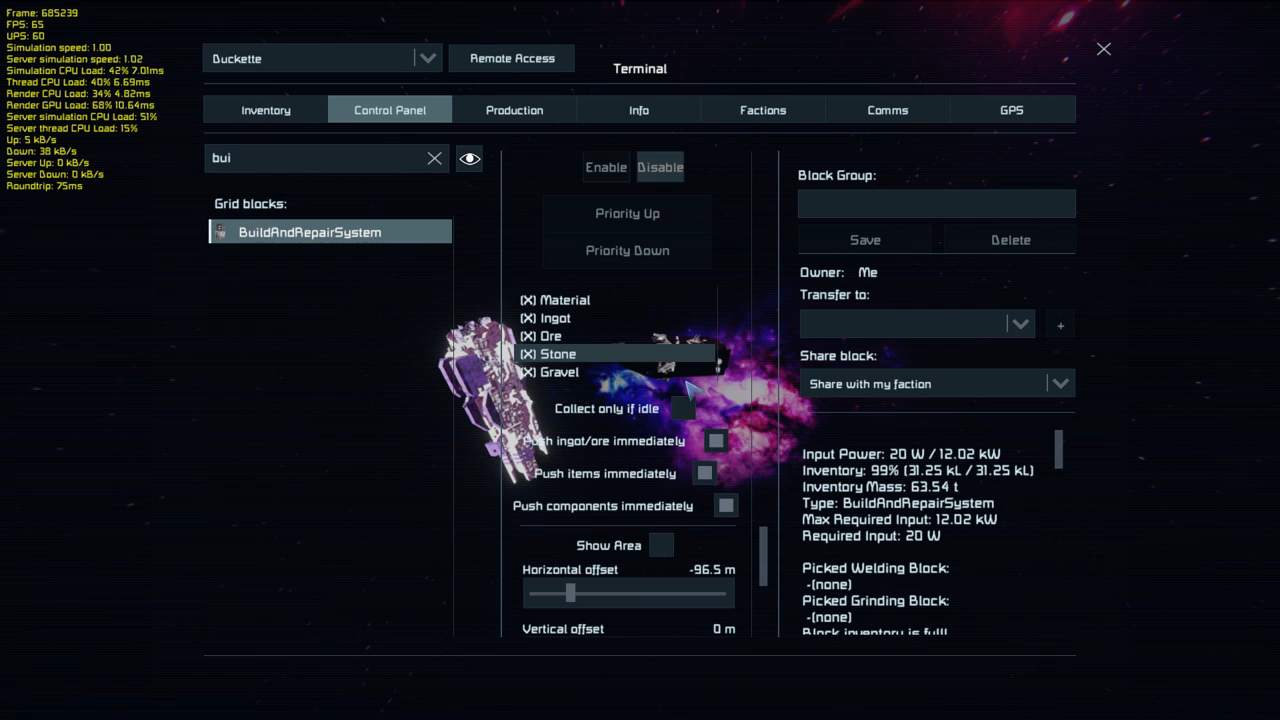 Frame: 685239
FPS: 65
UPS: 60
Simulation speed: 1.00
Server simulation speed: 1.02
Simulation CPU Load: 42% 7.01ms
Thread CPU Load: 40% 6.69ms
Render CPU Load: 34% 4.82ms
Render GPU Load: 68% 10.64ms
Server simulation CPU Load: 51%
Server thread CPU Load: 15%
Up: 5 kB/s
Down: 38 kB/s
Server Up: 0 kB/s
Server Down: 0 kB/s
Roundtrip: 75ms
Duckette
Remote Access
Terminal
Inventory
Control Panel
Production
Info
Factions
Comms
GPS
bui
Grid blocks:
BuildAndRepairSystem
Enable
Disable
Priority Up
Priority Down
(X) Material
(X) Ingot
(X) Ore
(X) Stone
(X) Gravel
Collect only if idle
Push ingot/ore immediately
Push items immediately
Push components immediately
Show Area
Horizontal offset -96.5 m
Vertical offset 0 m
Block Group:
Save
Delete
Owner: Me
Transfer to:
+
Share block:
Share with my faction
Input Power: 20 W / 12.02 kW
Inventory: 99% (31.25 kL / 31.25 kL)
Inventory Mass: 63.54 t
Type: BuildAndRepairSystem
Max Required Input: 12.02 kW
Required Input: 20 W
Picked Welding Block:
-(none)
Picked Grinding Block:
-(none)
Block inventory is full!